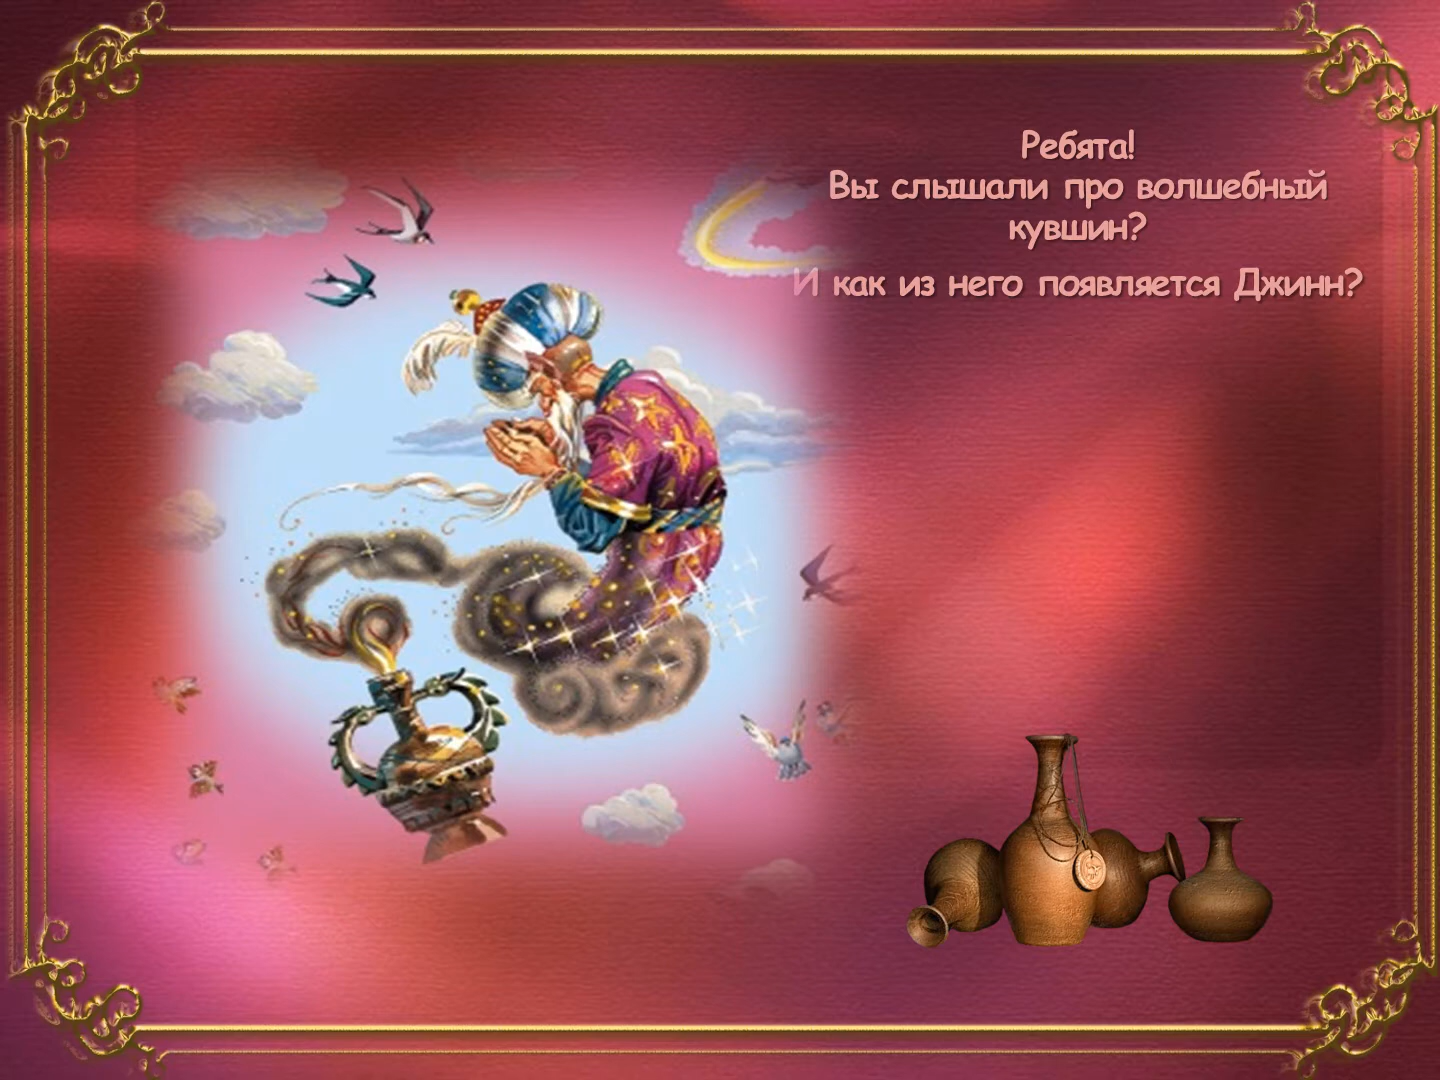 Ребята!
Вы слышали про волшебный
кувшин?
И как из него появляется Джинн?